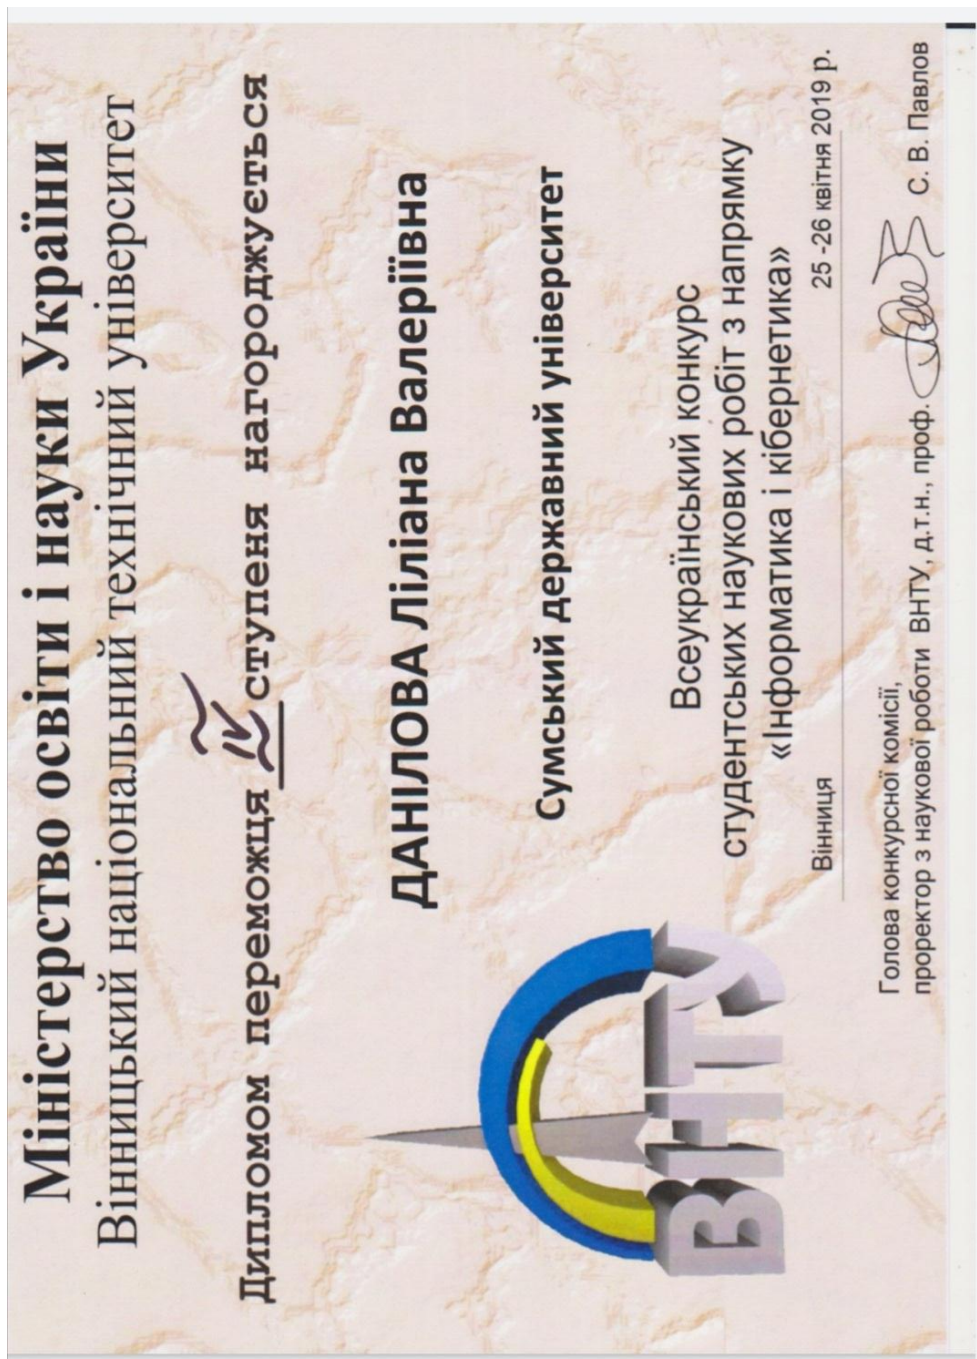 Міністерство освіти і науки України
Вінницький національний технічний університет
Дипломом переможця ступеня нагороджується
ДАНІЛОВА Ліліана Валеріївна
Сумський державний університет
Всеукраїнський конкурс
студентських наукових робіт з напрямку
«Інформатика і кібернетика»
Вінниця 25 -26 квітня 2019 р.
Голова конкурсної комісії,
проректор з наукової роботи ВНТУ, д.т.н., проф. С. В. Павлов
ВНТУ